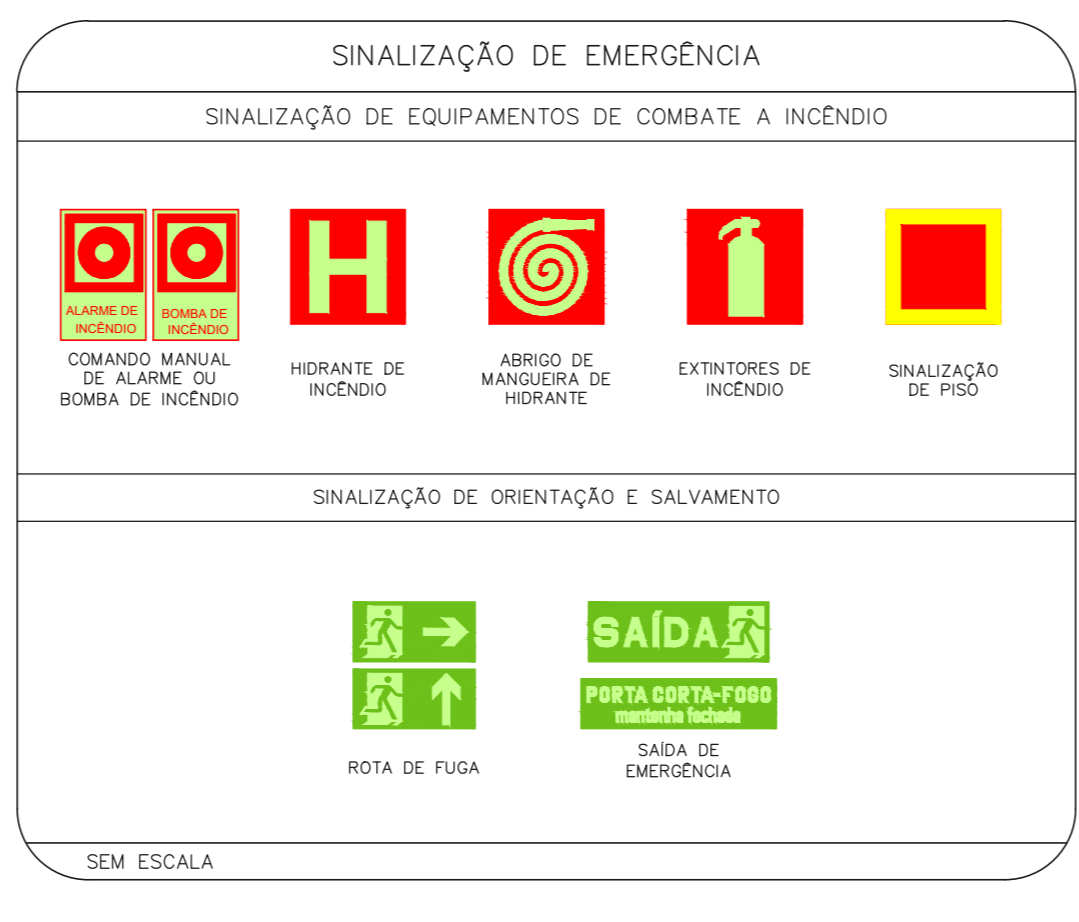 SINALIZAÇÃO DE EMERGÊNCIA
SINALIZAÇÃO DE EQUIPAMENTOS DE COMBATE A INCÊNDIO
ALARME DE
INCÊNDIO
BOMBA DE
INCÊNDIO
H
COMANDO MANUAL
DE ALARME OU
BOMBA DE INCÊNDIO
HIDRANTE DE
INCÊNDIO
ABRIGO DE
MANGUEIRA DE
HIDRANTE
EXTINTORES DE
INCÊNDIO
SINALIZAÇÃO
DE PISO
SINALIZAÇÃO DE ORIENTAÇÃO E SALVAMENTO
SAÍDA
PORTA CORTA-FOGO
mantenha fechada
ROTA DE FUGA
SAÍDA DE
EMERGÊNCIA
SEM ESCALA